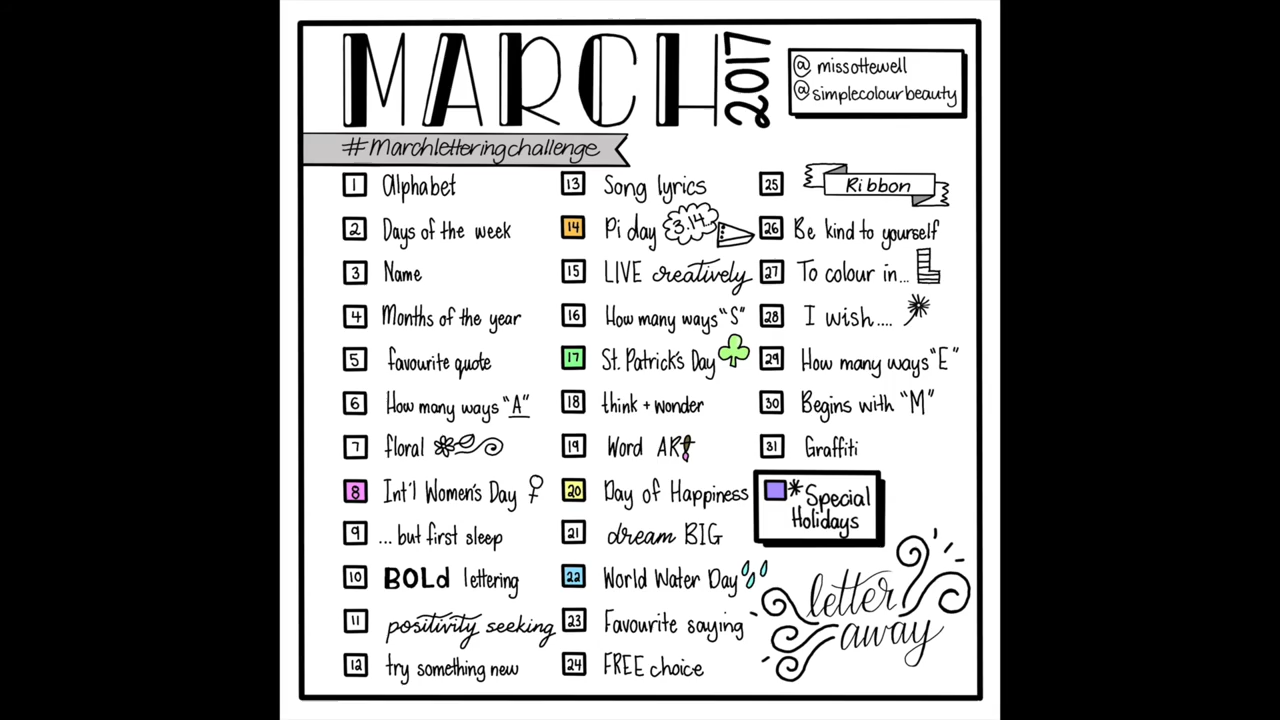 MARCH 2017
@ missottewell
@simplecolourbeauty
#Marchletteringchallenge
1 Alphabet
2 Days of the week
3 Name
4 Months of the year
5 favourite quote
6 How many ways "A"
7 floral
8 Int'l Women's Day ♀
9 ... but first sleep
10 BOLd lettering
11 positivity seeking
12 try something new
13 Song lyrics
14 Pi day 3.14...
15 LIVE creatively
16 How many ways "S"
17 St. Patrick's Day
18 think + wonder
19 Word ART
20 Day of Happiness
21 dream BIG
22 World Water Day
23 Favourite saying
24 FREE choice
25 Ribbon
26 Be kind to yourself
27 To colour in... L
28 I wish....
29 How many ways "E"
30 Begins with "M"
31 Graffiti
* Special
Holidays
letter
away